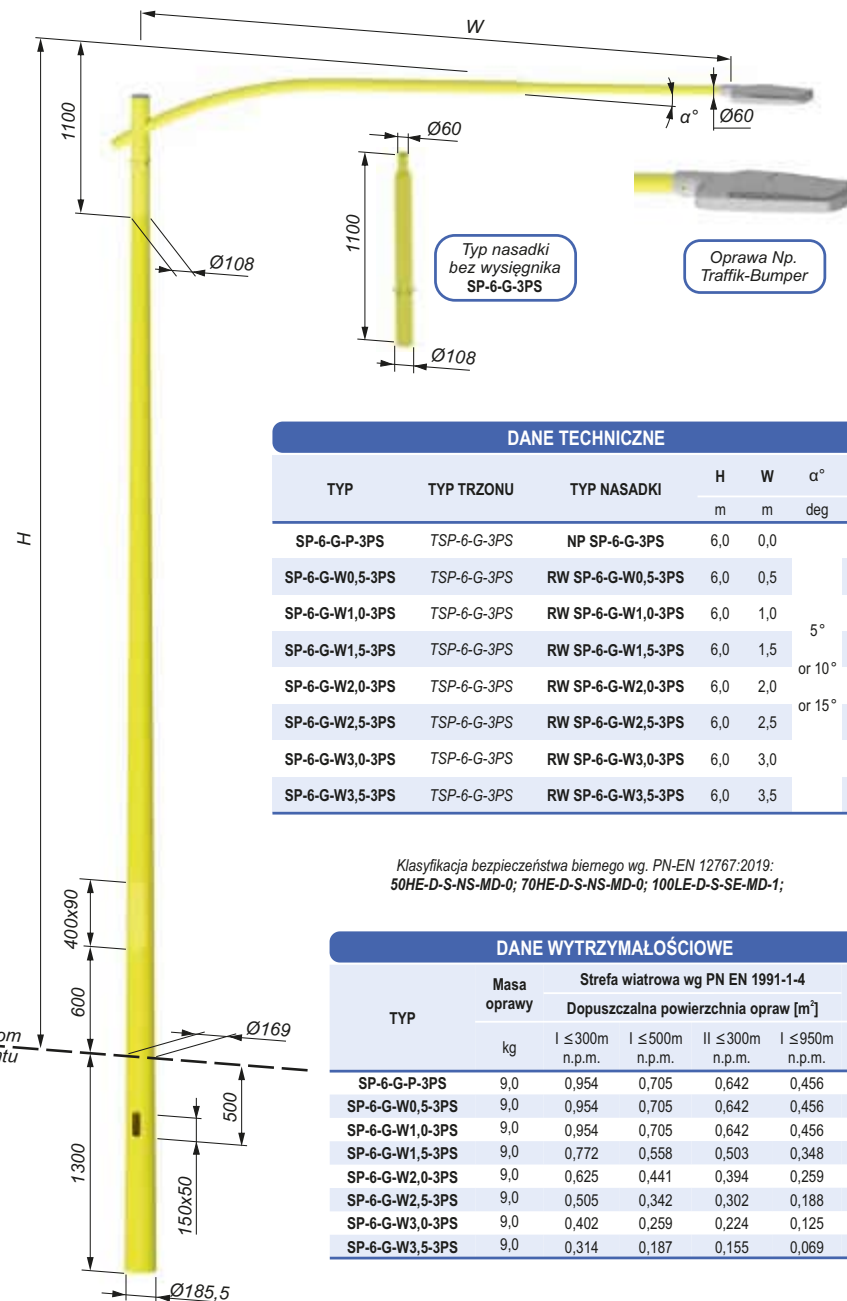 W
1100
α°
Ø60
Ø60
1100
Typ nasadki
bez wysięgnika
SP-6-G-3PS
Oprawa Np.
Traffik-Bumper
Ø108
Ø108
H
DANE TECHNICZNE
TYP TYP TRZONU TYP NASADKI H W α°
m m deg
SP-6-G-P-3PS TSP-6-G-3PS NP SP-6-G-3PS 6,0 0,0
SP-6-G-W0,5-3PS TSP-6-G-3PS RW SP-6-G-W0,5-3PS 6,0 0,5
SP-6-G-W1,0-3PS TSP-6-G-3PS RW SP-6-G-W1,0-3PS 6,0 1,0
SP-6-G-W1,5-3PS TSP-6-G-3PS RW SP-6-G-W1,5-3PS 6,0 1,5
SP-6-G-W2,0-3PS TSP-6-G-3PS RW SP-6-G-W2,0-3PS 6,0 2,0
SP-6-G-W2,5-3PS TSP-6-G-3PS RW SP-6-G-W2,5-3PS 6,0 2,5
SP-6-G-W3,0-3PS TSP-6-G-3PS RW SP-6-G-W3,0-3PS 6,0 3,0
SP-6-G-W3,5-3PS TSP-6-G-3PS RW SP-6-G-W3,5-3PS 6,0 3,5
5°
or 10°
or 15°
Klasyfikacja bezpieczeństwa biernego wg. PN-EN 12767:2019:
50HE-D-S-NS-MD-0; 70HE-D-S-NS-MD-0; 100LE-D-S-SE-MD-1;
400x90
600
Ø169
500
1300
150x50
Ø185,5
DANE WYTRZYMAŁOŚCIOWE
TYP Masa oprawy Strefa wiatrowa wg PN EN 1991-1-4
Dopuszczalna powierzchnia opraw [m²]
kg I ≤300m I ≤500m II ≤300m I ≤950m
n.p.m. n.p.m. n.p.m. n.p.m.
SP-6-G-P-3PS 9,0 0,954 0,705 0,642 0,456
SP-6-G-W0,5-3PS 9,0 0,954 0,705 0,642 0,456
SP-6-G-W1,0-3PS 9,0 0,954 0,705 0,642 0,456
SP-6-G-W1,5-3PS 9,0 0,772 0,558 0,503 0,348
SP-6-G-W2,0-3PS 9,0 0,625 0,441 0,394 0,259
SP-6-G-W2,5-3PS 9,0 0,505 0,342 0,302 0,188
SP-6-G-W3,0-3PS 9,0 0,402 0,259 0,224 0,125
SP-6-G-W3,5-3PS 9,0 0,314 0,187 0,155 0,069